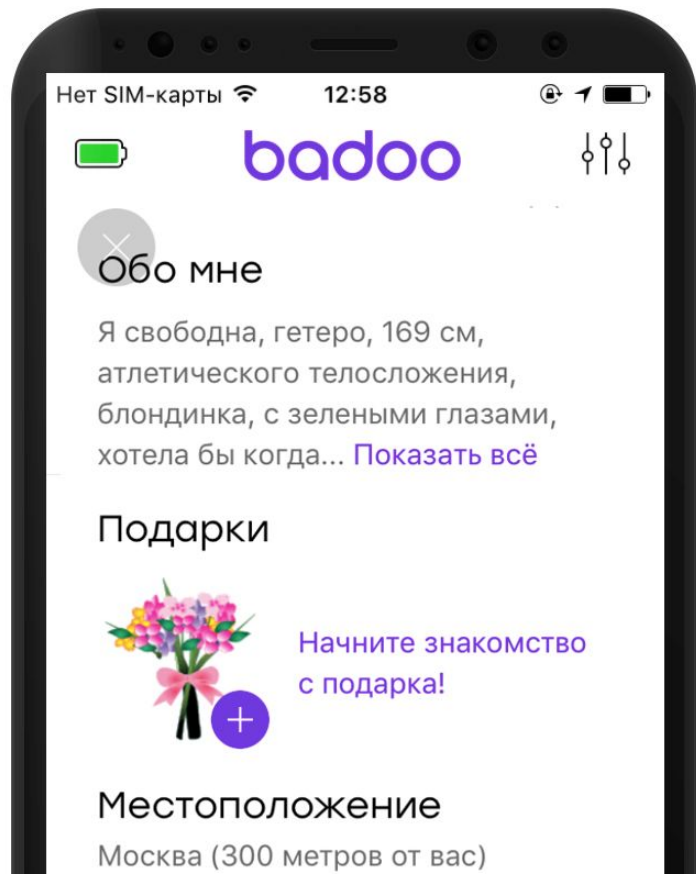 Нет SIM-карты 12:58
badoo
Обо мне
Я свободна, гетеро, 169 см,
атлетического телосложения,
блондинка, с зелеными глазами,
хотела бы когда... Показать всё
Подарки
Начните знакомство
с подарка!
Местоположение
Москва (300 метров от вас)